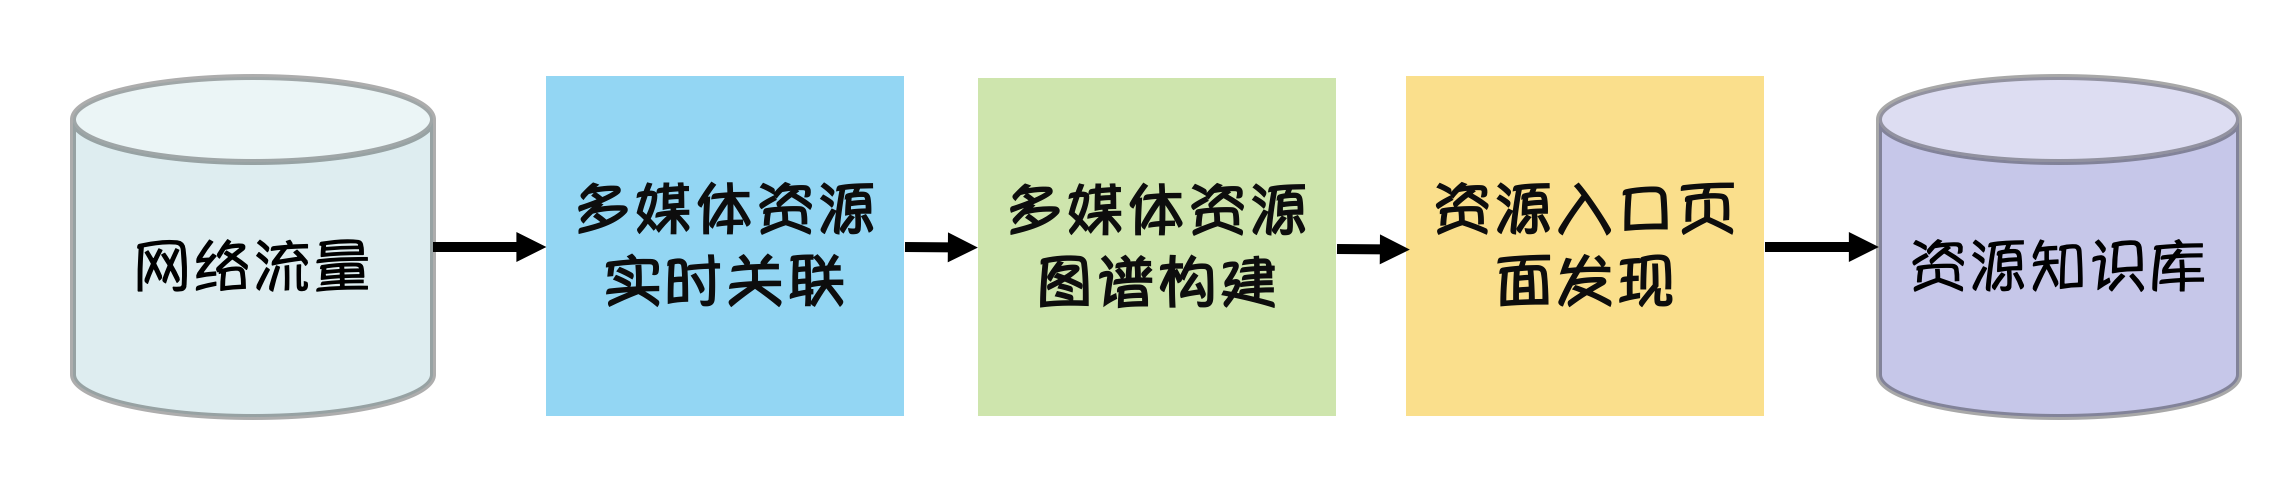 网络流量
多媒体资源
实时关联
多媒体资源
图谱构建
资源入口页
面发现
资源知识库